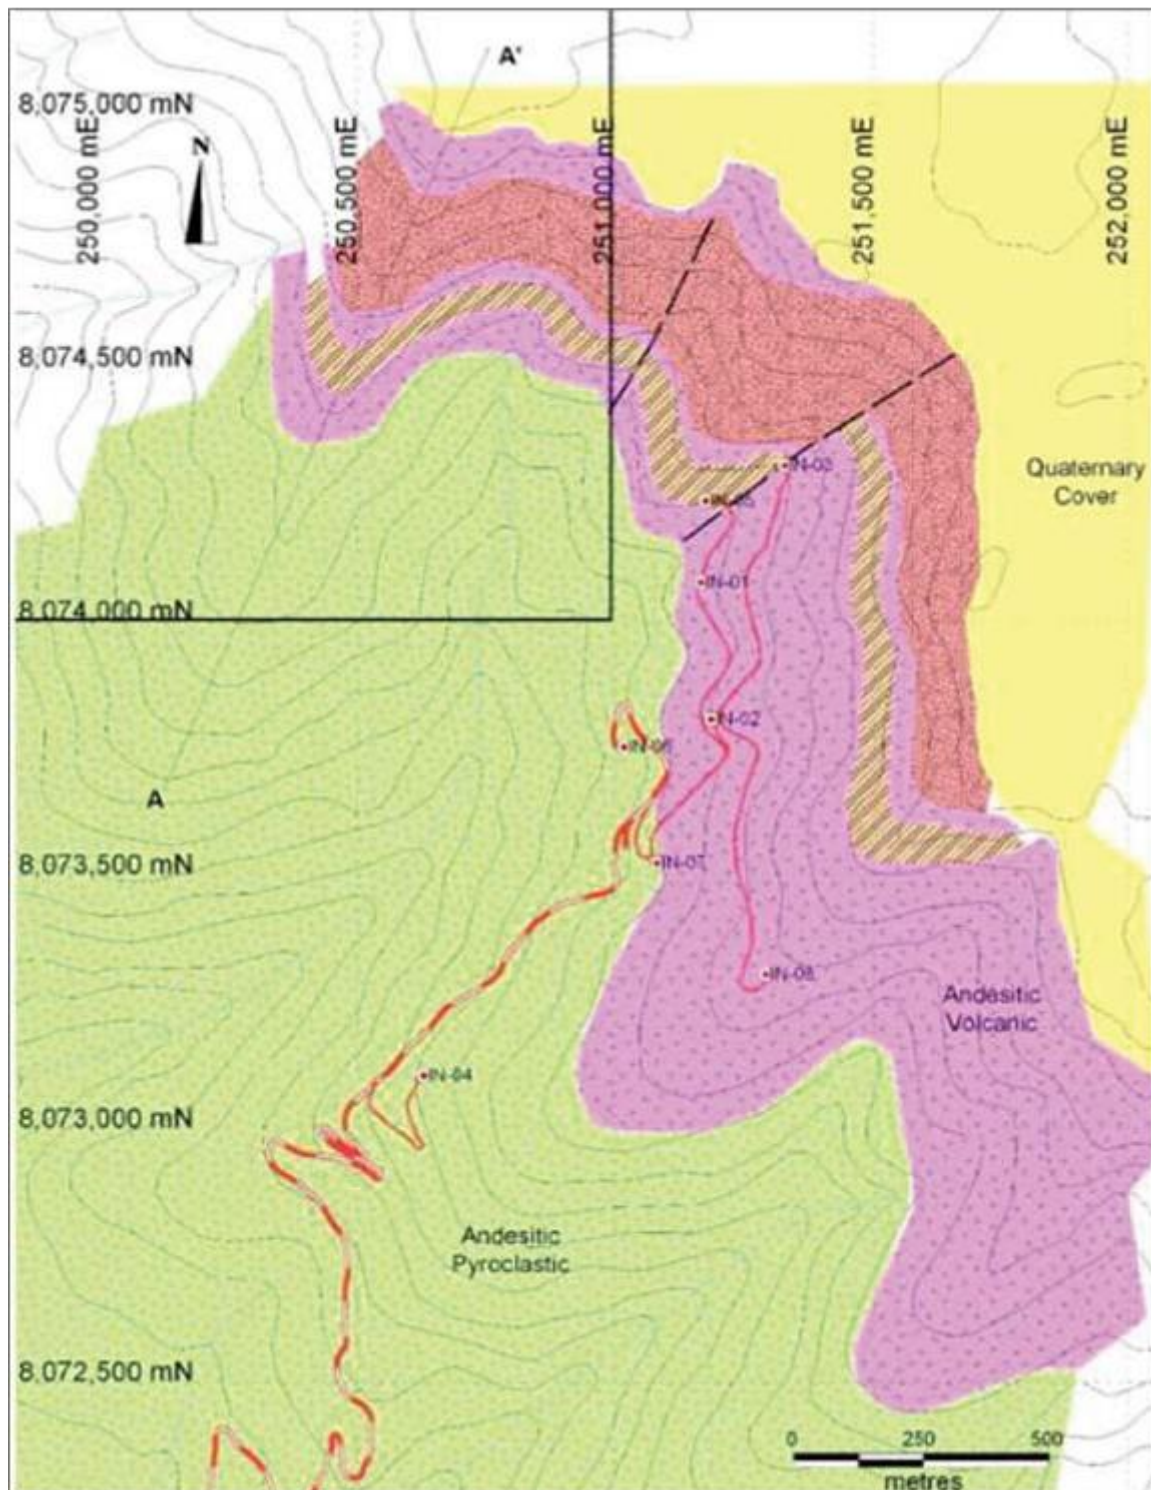 A'
8,075,000 mN
N
250,000 mE
250,500 mE
251,000 mE
251,500 mE
252,000 mE
8,074,500 mN
Quaternary
Cover
IN-03
IN-01
8,074,000 mN
IN-02
IN-06
A
8,073,500 mN
IN-07
IN-08
Andesitic
Volcanic
IN-04
8,073,000 mN
Andesitic
Pyroclastic
8,072,500 mN
0 250 500
metres